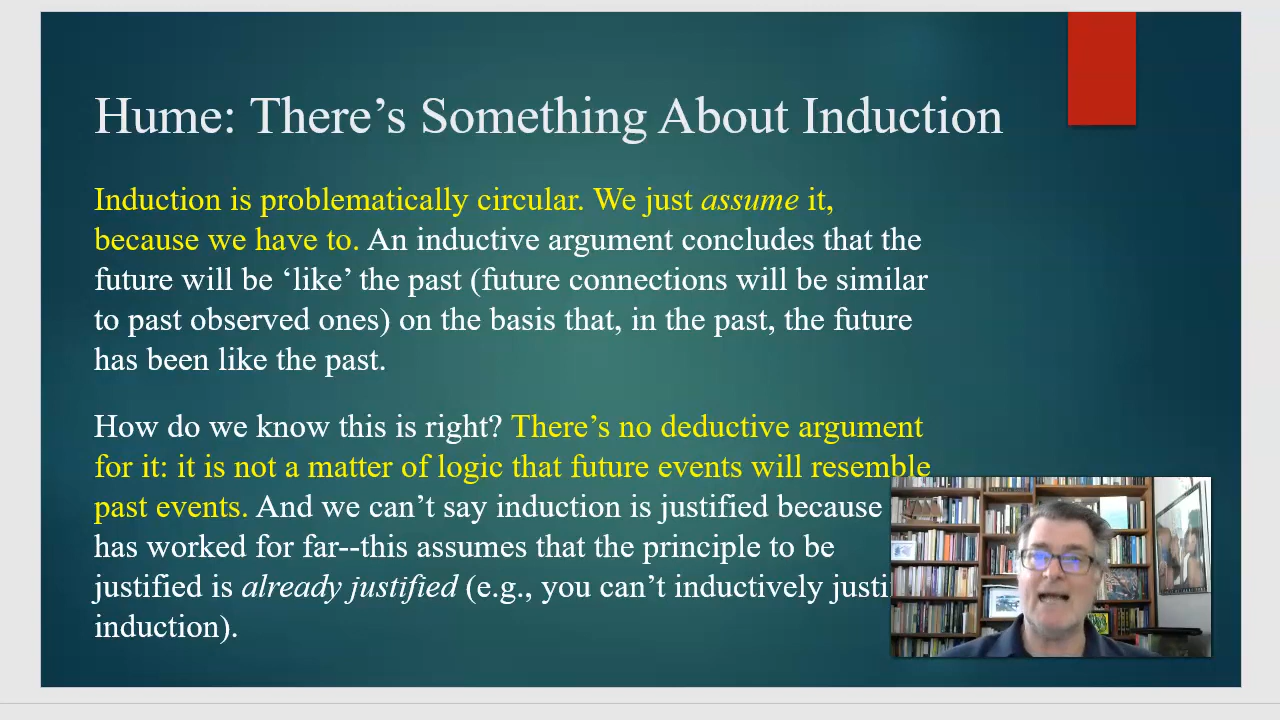 Hume: There’s Something About Induction
Induction is problematically circular. We just assume it,
because we have to. An inductive argument concludes that the
future will be ‘like’ the past (future connections will be similar
to past observed ones) on the basis that, in the past, the future
has been like the past.
How do we know this is right? There’s no deductive argument
for it: it is not a matter of logic that future events will resemble
past events. And we can’t say induction is justified because
has worked for far--this assumes that the principle to be
justified is already justified (e.g., you can’t inductively justi
induction).